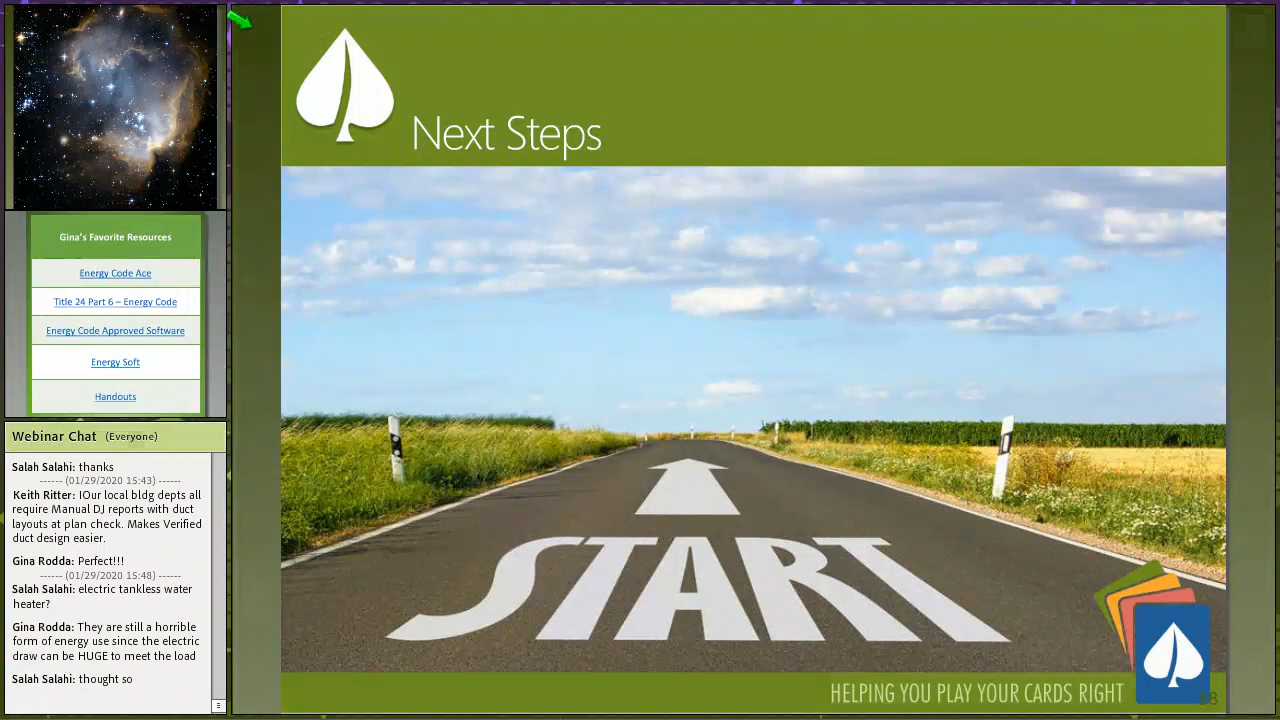 Next Steps
Gina's Favorite Resources
Energy Code Ace
Title 24 Part 6 – Energy Code
Energy Code Approved Software
Energy Soft
Handouts
Webinar Chat (Everyone)
Salah Salahi: thanks
------ (01/29/2020 15:43) ------
Keith Ritter: IOur local bldg depts all
require Manual DJ reports with duct
layouts at plan check. Makes Verified
duct design easier.
Gina Rodda: Perfect!!!
------ (01/29/2020 15:48) ------
Salah Salahi: electric tankless water
heater?
Gina Rodda: They are still a horrible
form of energy use since the electric
draw can be HUGE to meet the load
Salah Salahi: thought so
START
HELPING YOU PLAY YOUR CARDS RIGHT